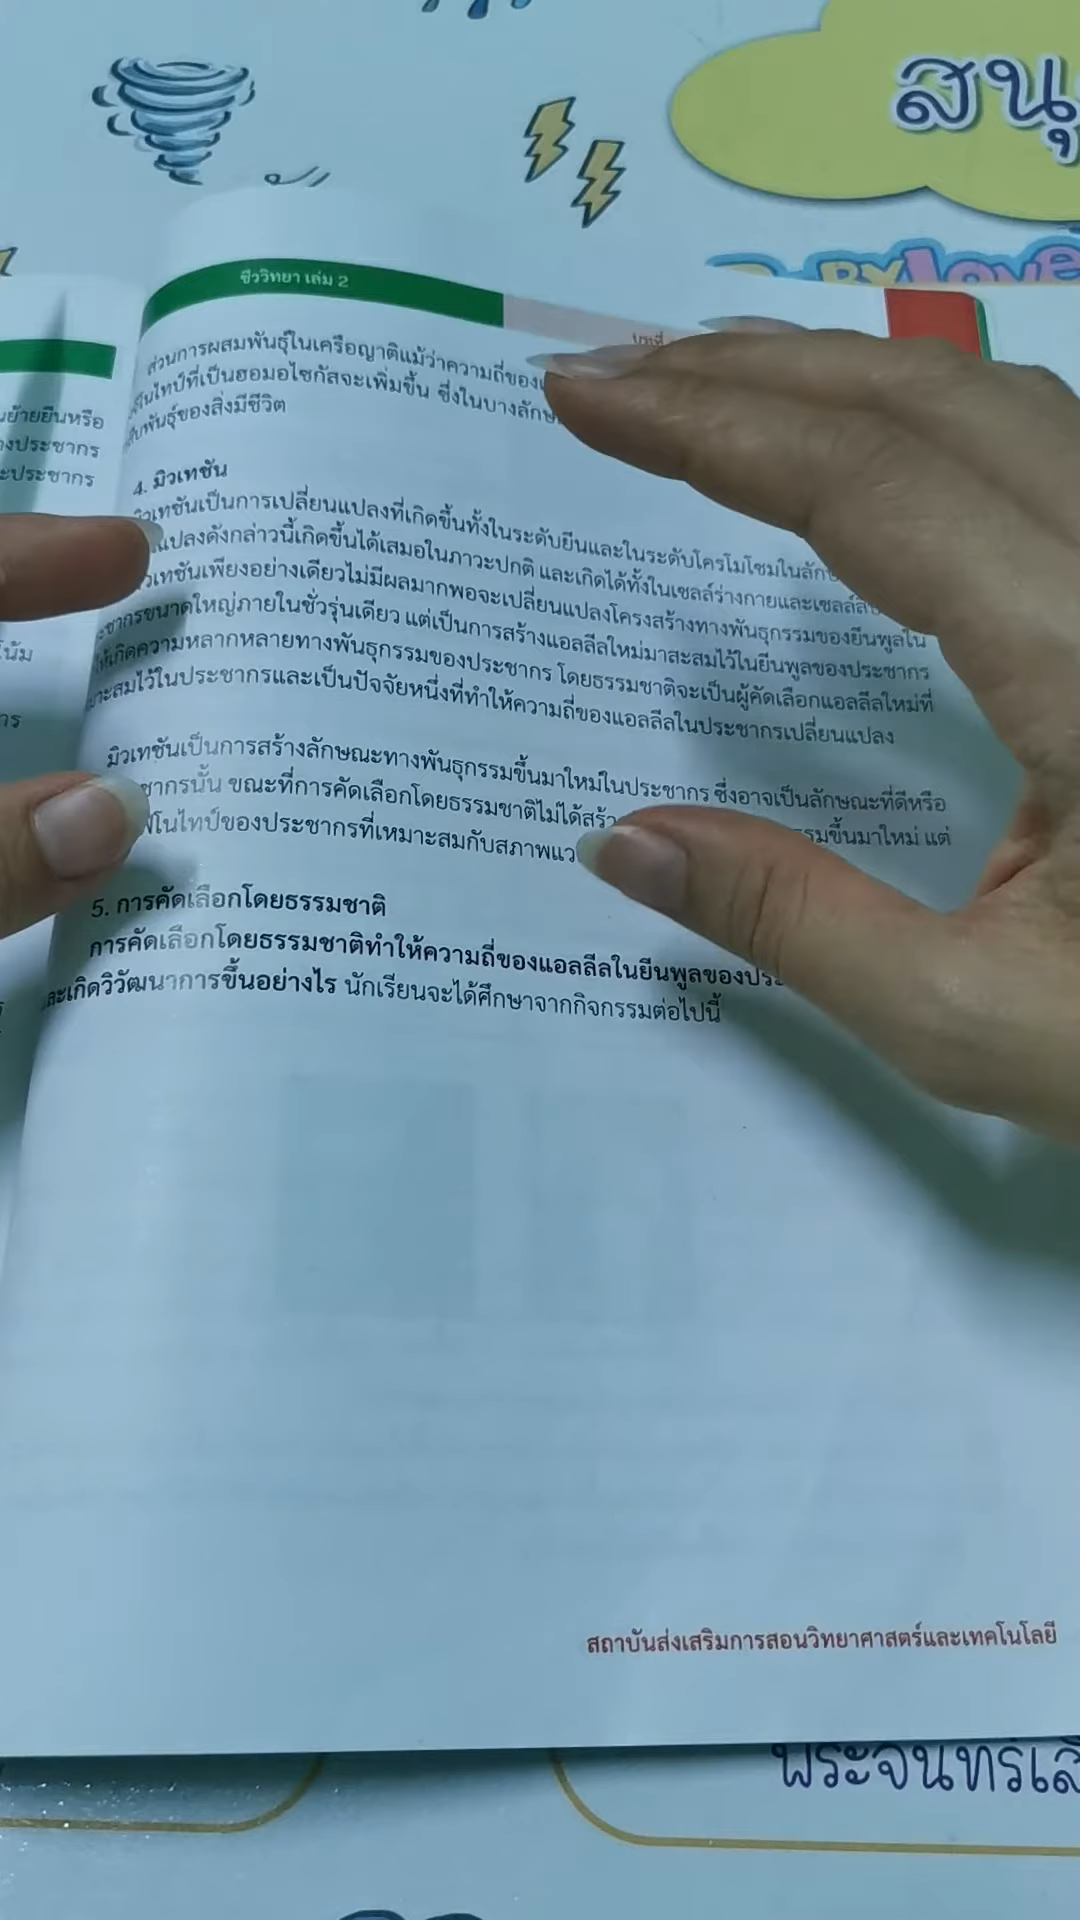 สนุ
ชีววิทยา เล่ม 2
ส่วนการผสมพันธุ์ในเครือญาติแม้ว่าความถี่ของ
ที่เป็นฮอมอไซกัสจะเพิ่มขึ้น ซึ่งในบางลักษ
พันธุ์ของสิ่งมีชีวิต
นย้ายยีนหรือ
งประชากร
ะประชากร
4. มิวเทชัน
มิวเทชันเป็นการเปลี่ยนแปลงที่เกิดขึ้นทั้งในระดับยีนและในระดับโครโมโซมในลัก
แปลงดังกล่าวนี้เกิดขึ้นได้เสมอในภาวะปกติ และเกิดได้ทั้งในเซลล์ร่างกายและเซลล์
วเทชันเพียงอย่างเดียวไม่มีผลมากพอจะเปลี่ยนแปลงโครงสร้างทางพันธุกรรมของยีนพูลใน
ชากรขนาดใหญ่ภายในชั่วรุ่นเดียว แต่เป็นการสร้างแอลลีลใหม่มาสะสมไว้ในยีนพูลของประชากร
ให้เกิดความหลากหลายทางพันธุกรรมของประชากร โดยธรรมชาติจะเป็นผู้คัดเลือกแอลลีลใหม่ที่
มาะสมไว้ในประชากรและเป็นปัจจัยหนึ่งที่ทำให้ความถี่ของแอลลีลในประชากรเปลี่ยนแปลง
น้ม
าร
มิวเทชันเป็นการสร้างลักษณะทางพันธุกรรมขึ้นมาใหม่ในประชากร ซึ่งอาจเป็นลักษณะที่ดีหรือ
ชากรนั้น ขณะที่การคัดเลือกโดยธรรมชาติไม่ได้สร้า รรมขึ้นมาใหม่ แต่
ฟีโนไทป์ของประชากรที่เหมาะสมกับสภาพแว
5. การคัดเลือกโดยธรรมชาติ
การคัดเลือกโดยธรรมชาติทำให้ความถี่ของแอลลีลในยีนพูลของประ
ละเกิดวิวัฒนาการขึ้นอย่างไร นักเรียนจะได้ศึกษาจากกิจกรรมต่อไปนี้
สถาบันส่งเสริมการสอนวิทยาศาสตร์และเทคโนโลยี
พระจันทร์เสี